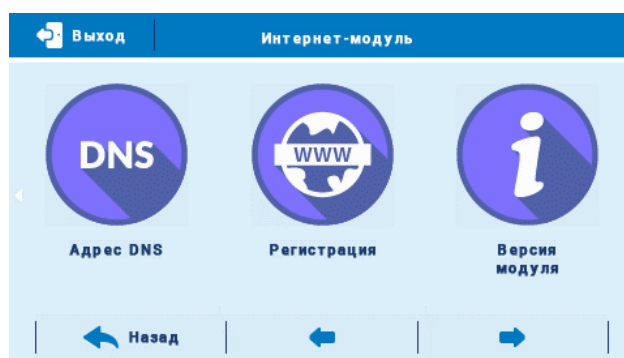 Выход
Интернет-модуль
DNS
WWW
i
Адрес DNS
Регистрация
Версия
модуля
Назад